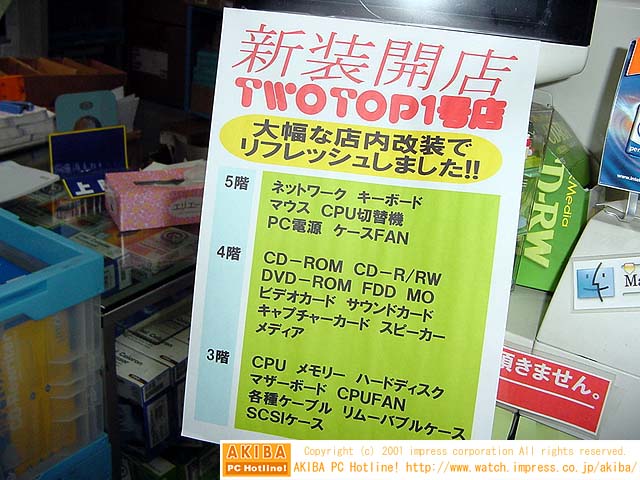 新装開店
TWOTOP1号店
大幅な店内改装で
リフレッシュしました!!
5階
ネットワーク キーボード
マウス CPU切替機
PC電源 ケースFAN
4階
CD-ROM CD-R/RW
DVD-ROM FDD MO
ビデオカード サウンドカード
キャプチャーカード スピーカー
メディア
3階
CPU メモリー ハードディスク
マザーボード CPUFAN
各種ケーブル リムーバブルケース
SCSIケース
Media
D-RW
Ma
頂きません。
AKIBA
PC Hotline!
Copyright (c) 2001 impress corporation All rights reserved.
AKIBA PC Hotline! http://www.watch.impress.co.jp/akiba/